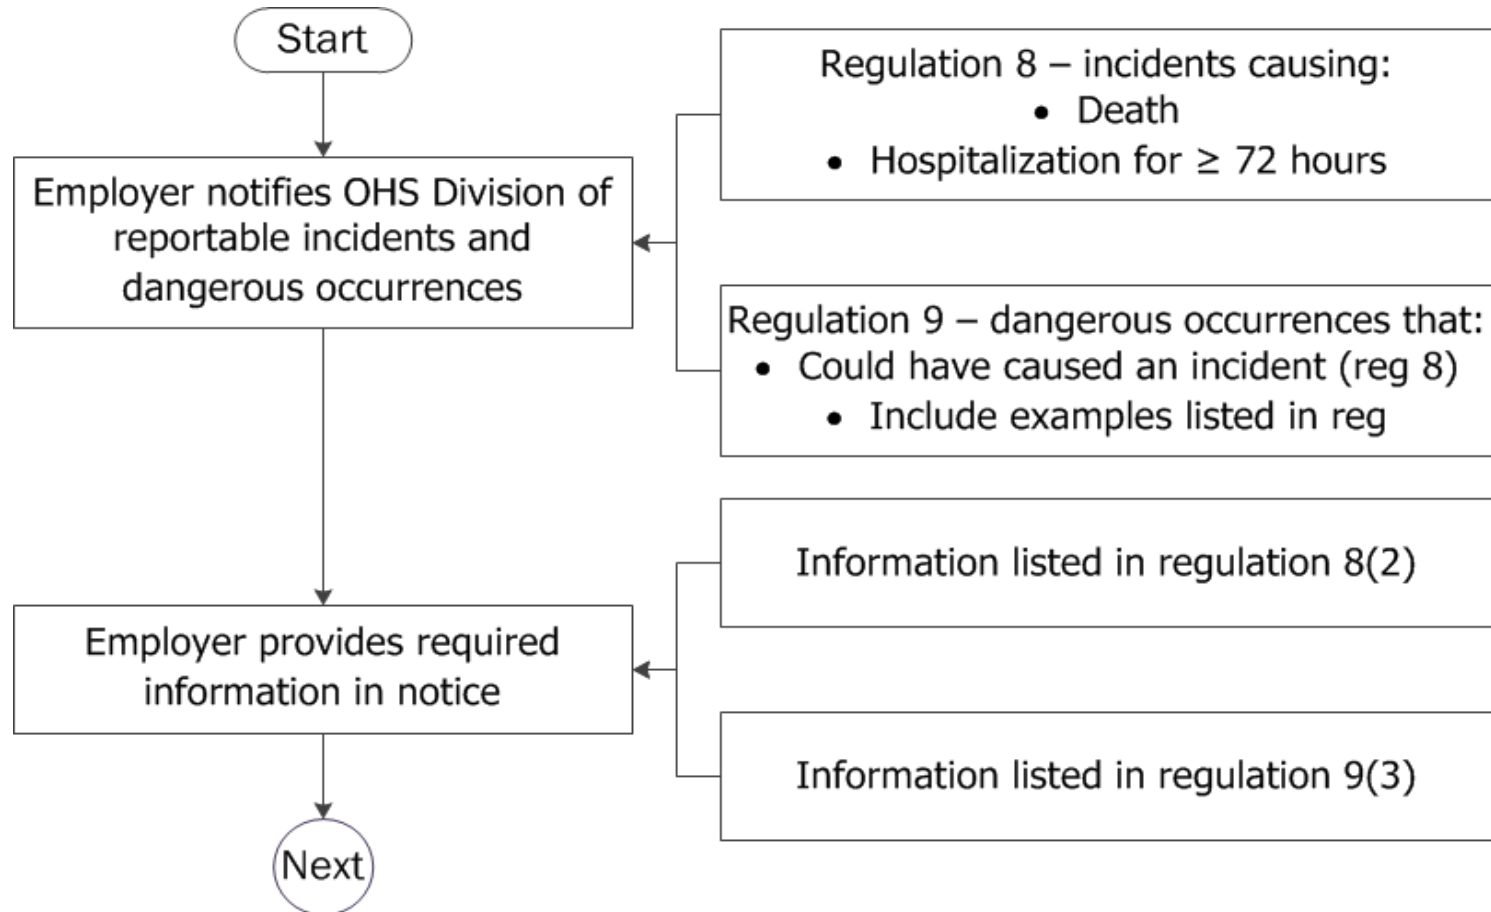 Start
Employer notifies OHS Division of
reportable incidents and
dangerous occurrences
Regulation 8 – incidents causing:
• Death
• Hospitalization for ≥ 72 hours
Regulation 9 – dangerous occurrences that:
• Could have caused an incident (reg 8)
• Include examples listed in reg
Employer provides required
information in notice
Information listed in regulation 8(2)
Information listed in regulation 9(3)
Next